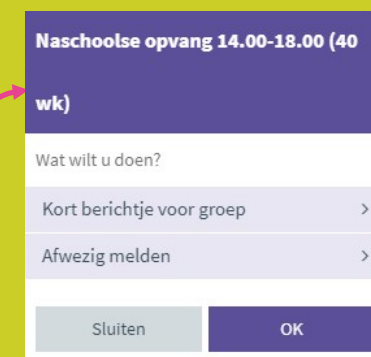 Naschoolse opvang 14.00-18.00 (40
wk)
Wat wilt u doen?
Kort berichtje voor groep
Afwezig melden
Sluiten OK